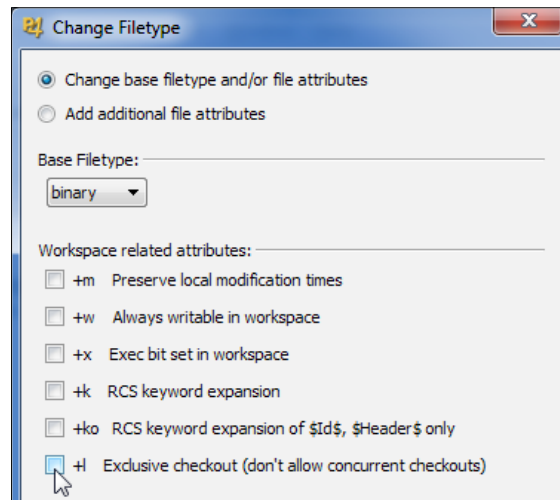 Change Filetype
Change base filetype and/or file attributes
Add additional file attributes
Base Filetype:
binary
Workspace related attributes:
+m Preserve local modification times
+w Always writable in workspace
+x Exec bit set in workspace
+k RCS keyword expansion
+ko RCS keyword expansion of $Id$, $Header$ only
+l Exclusive checkout (don't allow concurrent checkouts)